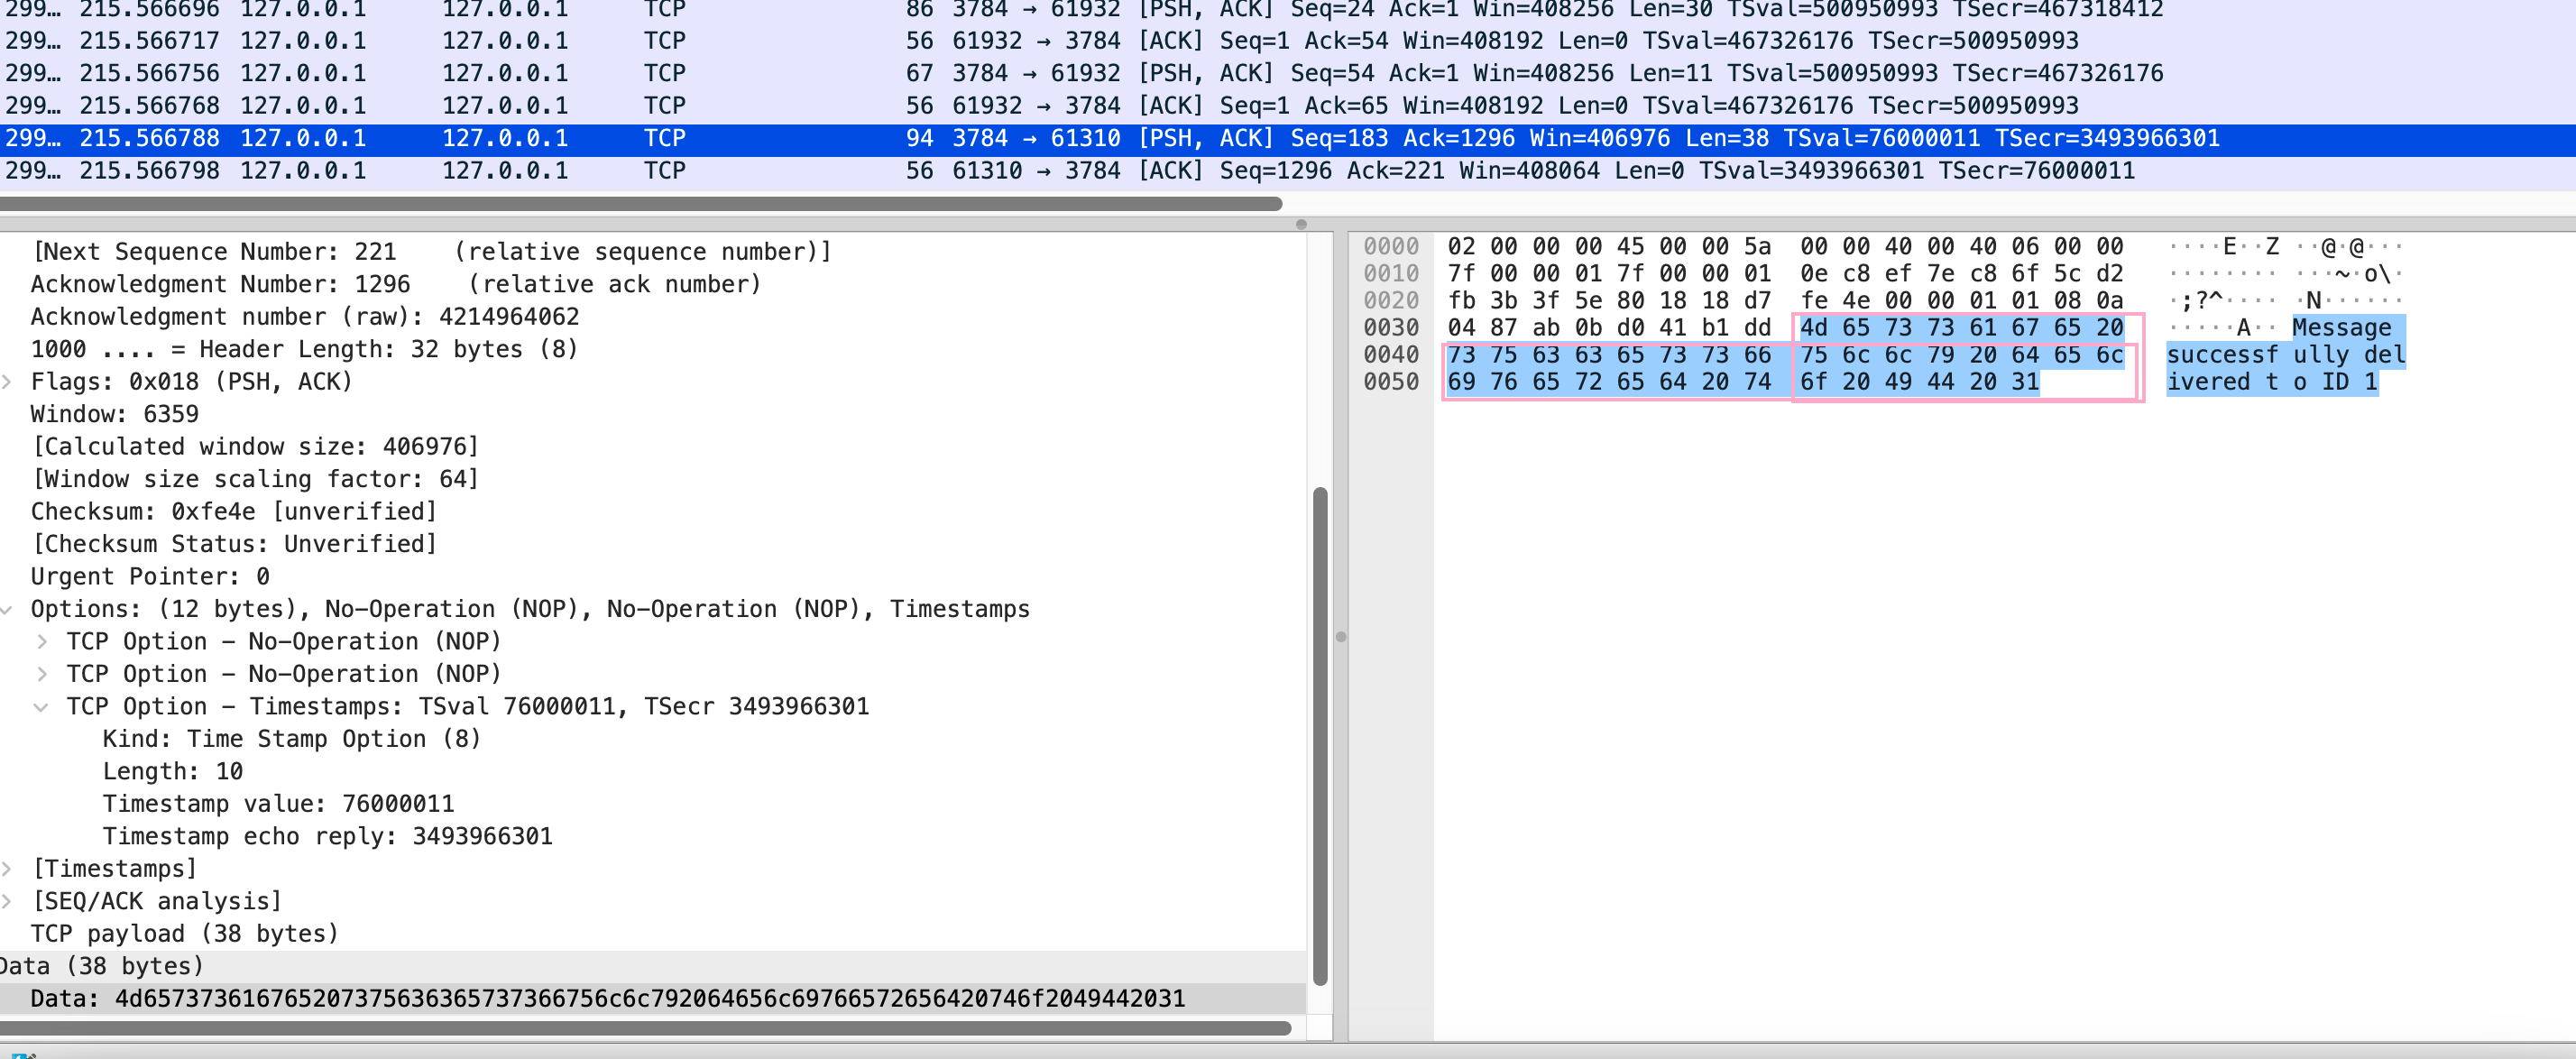 299… 215.566696 127.0.0.1 127.0.0.1 TCP 86 3784 → 61932 [PSH, ACK] Seq=24 Ack=1 Win=408256 Len=30 TSval=500950993 TSecr=467318412
299… 215.566717 127.0.0.1 127.0.0.1 TCP 56 61932 → 3784 [ACK] Seq=1 Ack=54 Win=408192 Len=0 TSval=467326176 TSecr=500950993
299… 215.566756 127.0.0.1 127.0.0.1 TCP 67 3784 → 61932 [PSH, ACK] Seq=54 Ack=1 Win=408256 Len=11 TSval=500950993 TSecr=467326176
299… 215.566768 127.0.0.1 127.0.0.1 TCP 56 61932 → 3784 [ACK] Seq=1 Ack=65 Win=408192 Len=0 TSval=467326176 TSecr=500950993
299… 215.566788 127.0.0.1 127.0.0.1 TCP 94 3784 → 61310 [PSH, ACK] Seq=183 Ack=1296 Win=406976 Len=38 TSval=76000011 TSecr=3493966301
299… 215.566798 127.0.0.1 127.0.0.1 TCP 56 61310 → 3784 [ACK] Seq=1296 Ack=221 Win=408064 Len=0 TSval=3493966301 TSecr=76000011
[Next Sequence Number: 221 (relative sequence number)]
Acknowledgment Number: 1296 (relative ack number)
Acknowledgment number (raw): 4214964062
1000 .... = Header Length: 32 bytes (8)
Flags: 0x018 (PSH, ACK)
Window: 6359
[Calculated window size: 406976]
[Window size scaling factor: 64]
Checksum: 0xfe4e [unverified]
[Checksum Status: Unverified]
Urgent Pointer: 0
Options: (12 bytes), No-Operation (NOP), No-Operation (NOP), Timestamps
TCP Option - No-Operation (NOP)
TCP Option - No-Operation (NOP)
TCP Option - Timestamps: TSval 76000011, TSecr 3493966301
Kind: Time Stamp Option (8)
Length: 10
Timestamp value: 76000011
Timestamp echo reply: 3493966301
[Timestamps]
[SEQ/ACK analysis]
TCP payload (38 bytes)
Data (38 bytes)
Data: 4d657373616765207375636365737366756c6c792064656c69766572656420746f2049442031
0000 02 00 00 00 45 00 00 5a 00 00 40 00 40 06 00 00 ····E··Z ··@·@···
0010 7f 00 00 01 7f 00 00 01 0e c8 ef 7e c8 6f 5c d2 ········ ···~·o\·
0020 fb 3b 3f 5e 80 18 18 d7 fe 4e 00 00 01 01 08 0a ·;?^···· ·N······
0030 04 87 ab 0b d0 41 b1 dd 4d 65 73 73 61 67 65 20 ·····A·· Message
0040 73 75 63 63 65 73 73 66 75 6c 6c 79 20 64 65 6c successf ully del
0050 69 76 65 72 65 64 20 74 6f 20 49 44 20 31 ivered t o ID 1